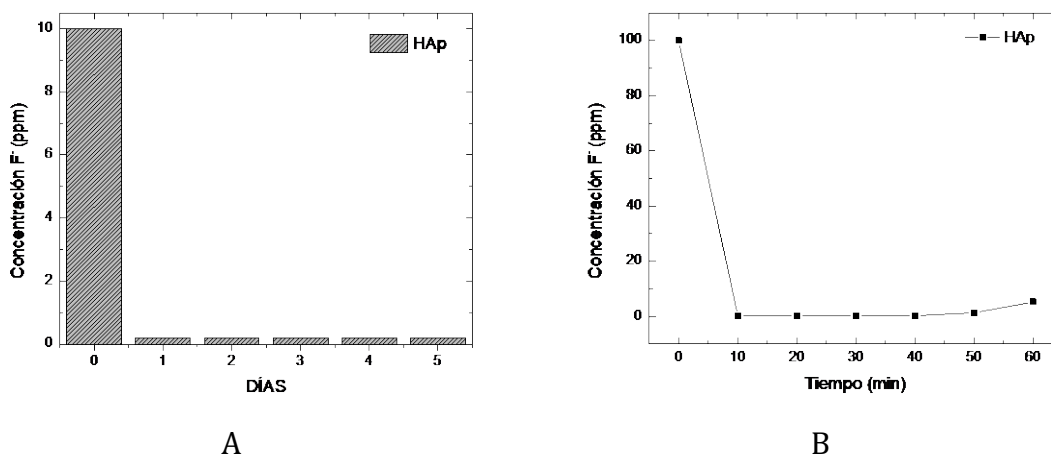 10
8
6
4
2
0
Concentración F⁻ (ppm)
HAp
0 1 2 3 4 5
DÍAS
A
100
80
60
40
20
0
Concentración F⁻ (ppm)
HAp
0 10 20 30 40 50 60
Tiempo (min)
B